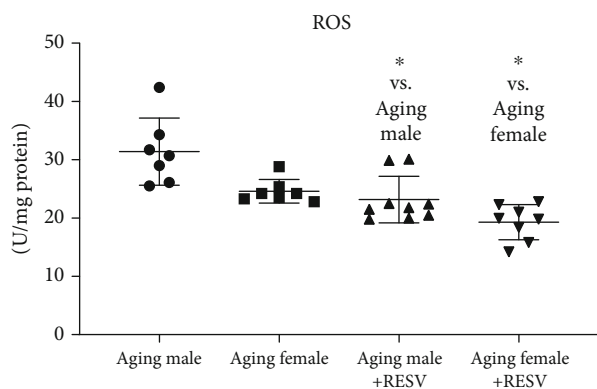 ROS
(U/mg protein)
50
40
30
20
10
0
*
vs.
Aging
male
*
vs.
Aging
female
Aging male
Aging female
Aging male
+RESV
Aging female
+RESV